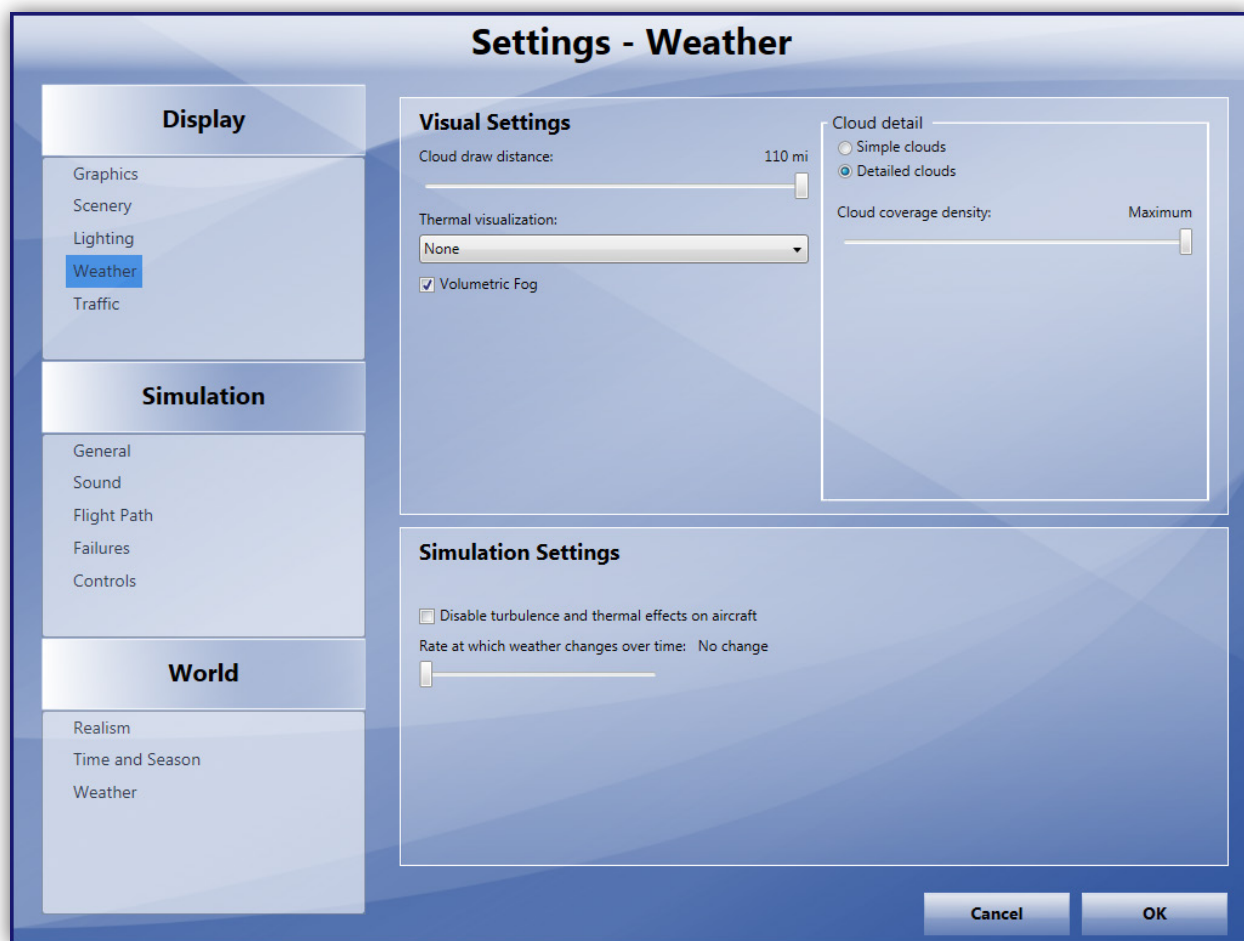 Settings - Weather
Display
Graphics
Scenery
Lighting
Weather
Traffic
Simulation
General
Sound
Flight Path
Failures
Controls
World
Realism
Time and Season
Weather
Visual Settings
Cloud draw distance: 110 mi
Thermal visualization:
None
Volumetric Fog
Cloud detail
Simple clouds
Detailed clouds
Cloud coverage density: Maximum
Simulation Settings
Disable turbulence and thermal effects on aircraft
Rate at which weather changes over time: No change
Cancel OK